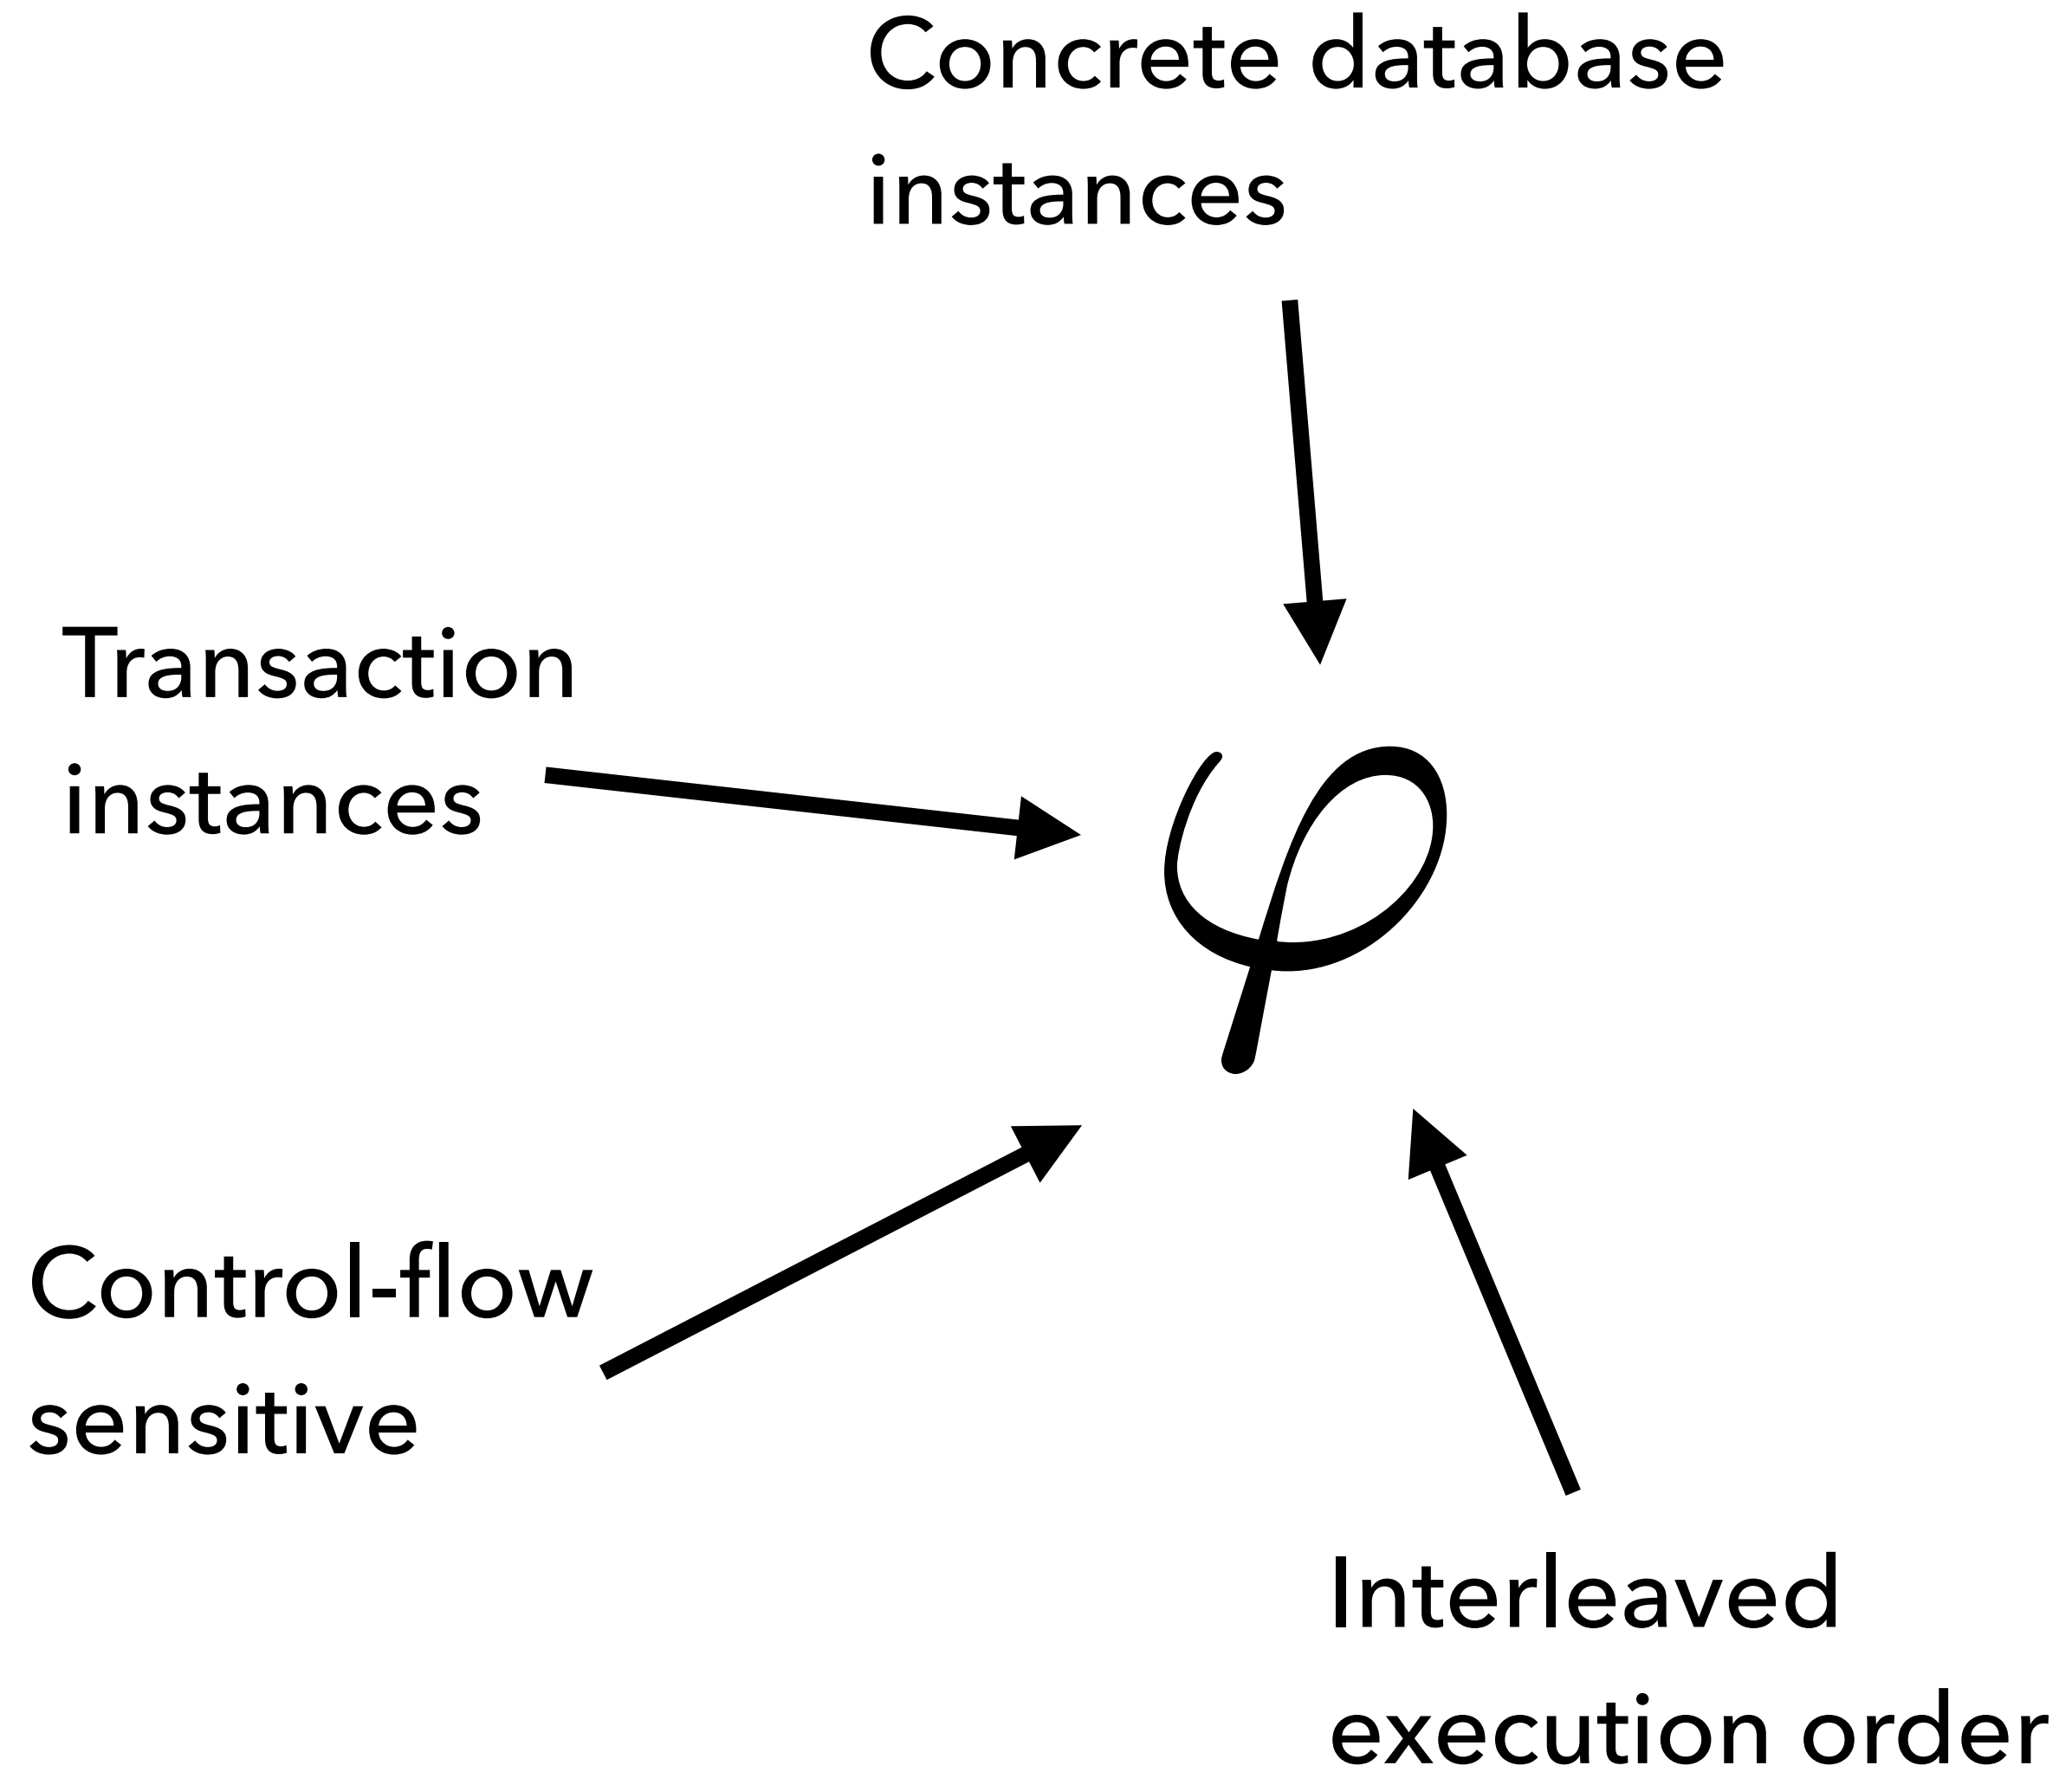 Concrete database
instances
Transaction
instances
φ
Control-flow
sensitive
Interleaved
execution order